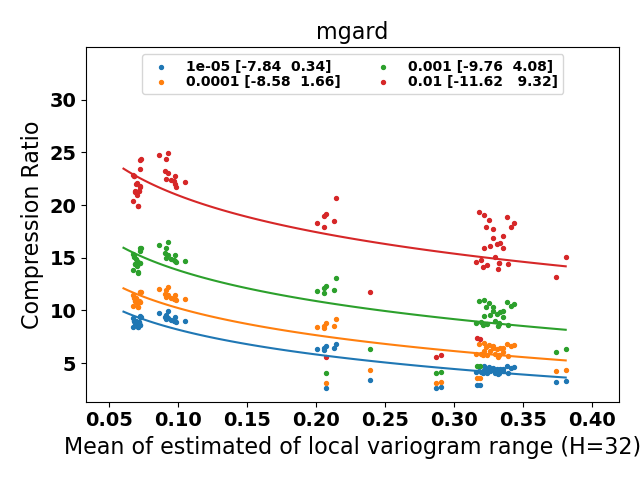 mgard
1e-05 [-7.84  0.34]
0.0001 [-8.58  1.66]
0.001 [-9.76  4.08]
0.01 [-11.62   9.32]
Compression Ratio
30
25
20
15
10
5
0.05 0.10 0.15 0.20 0.25 0.30 0.35 0.40
Mean of estimated of local variogram range (H=32)